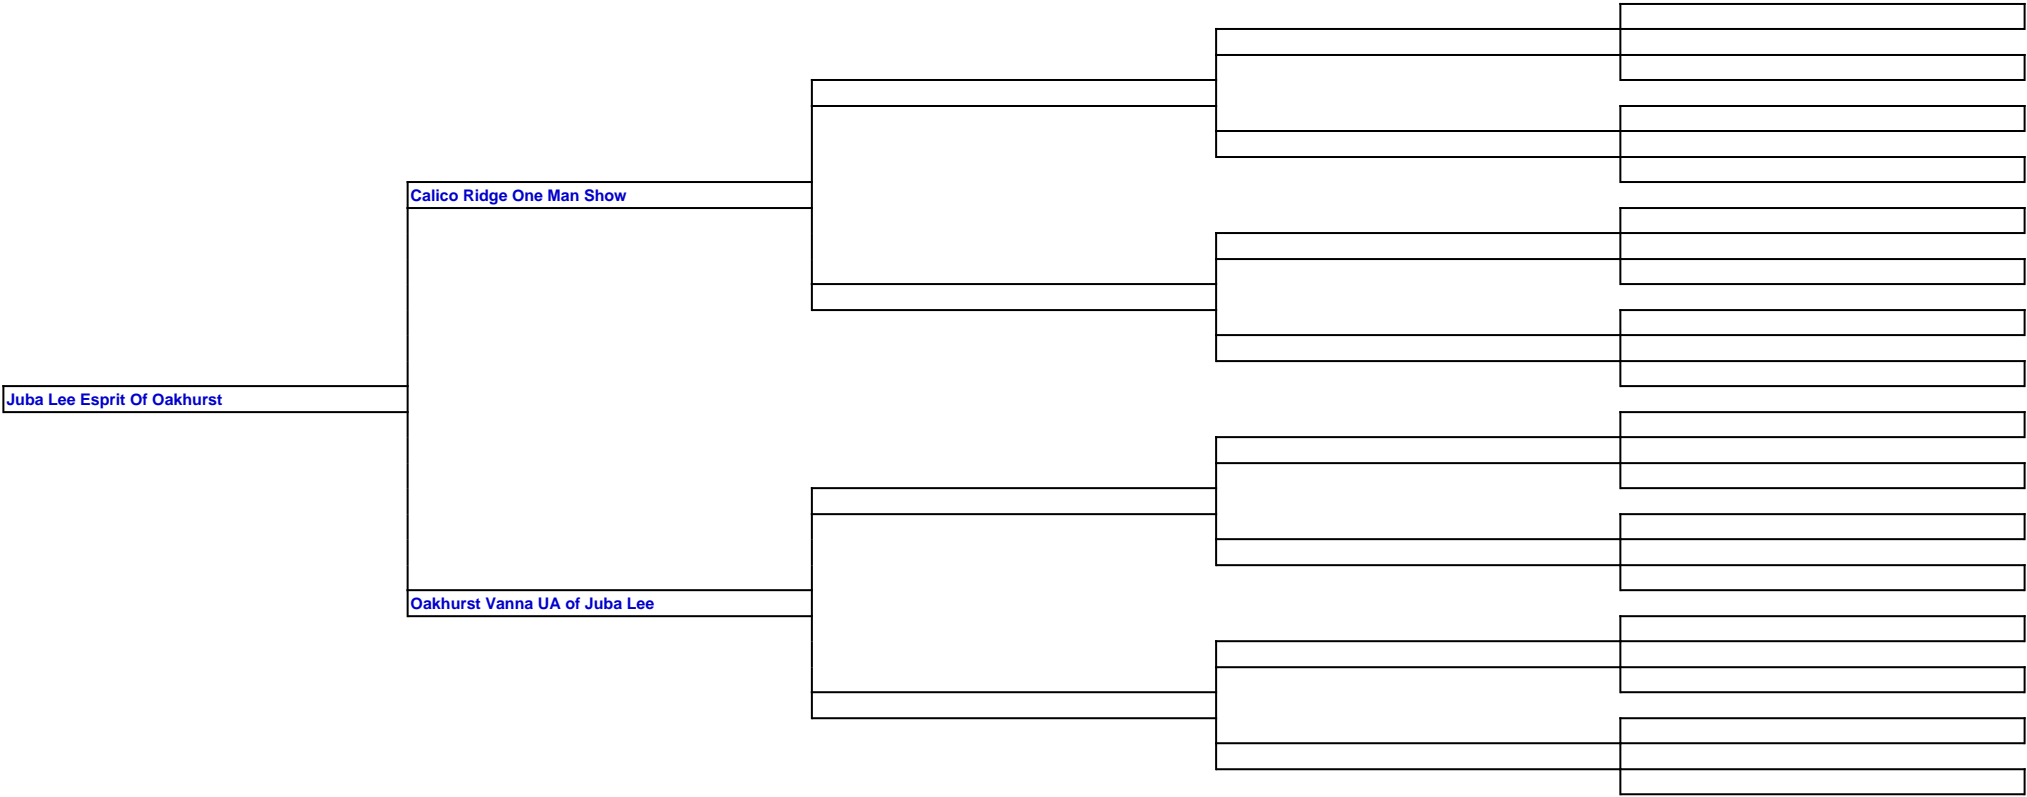 Calico Ridge One Man Show
Juba Lee Esprit Of Oakhurst
Oakhurst Vanna UA of Juba Lee